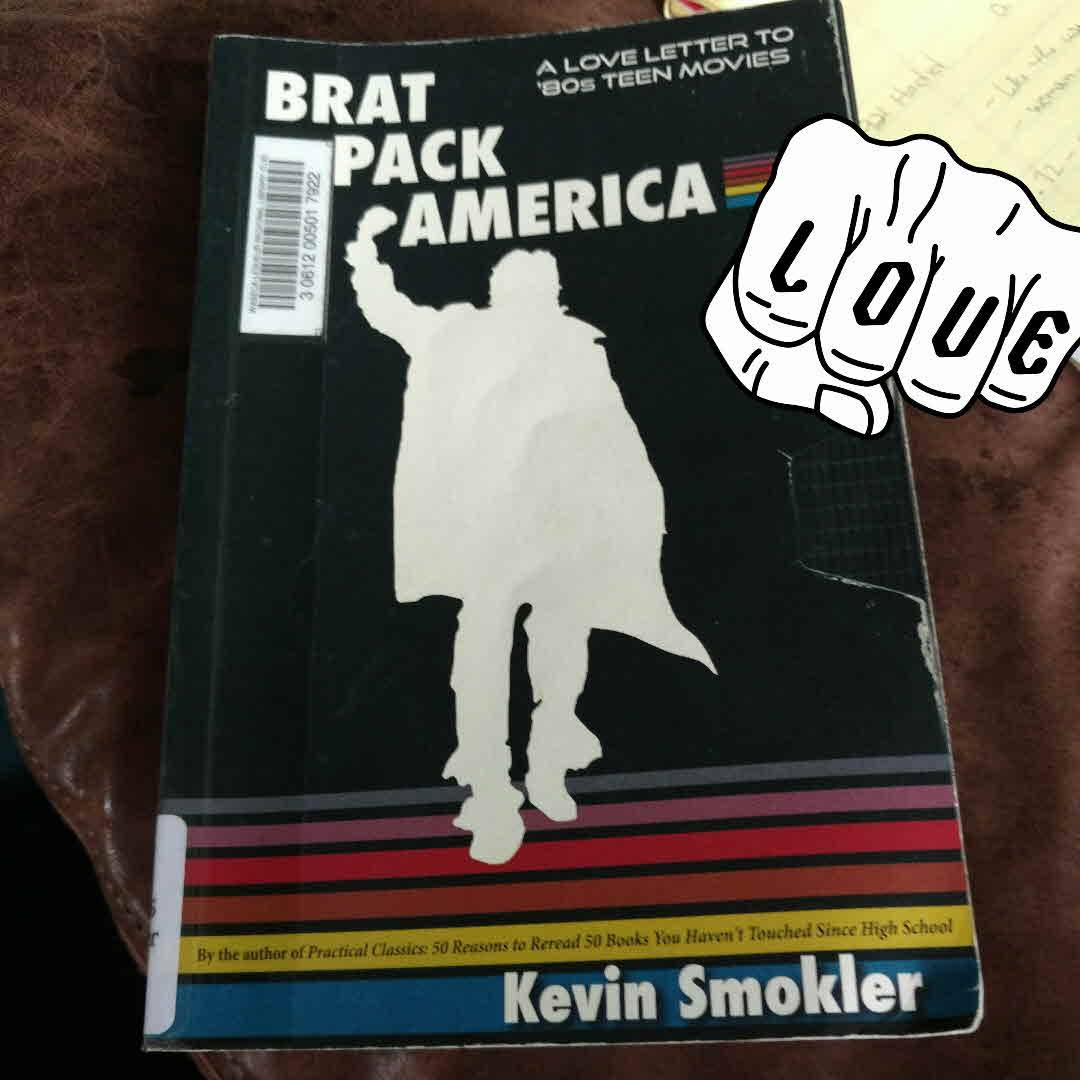 A LOVE LETTER TO
'80s TEEN MOVIES
BRAT
PACK
AMERICA
3 0612 00501 7922
LOVE
By the author of Practical Classics: 50 Reasons to Reread 50 Books You Haven't Touched Since High School
Kevin Smokler